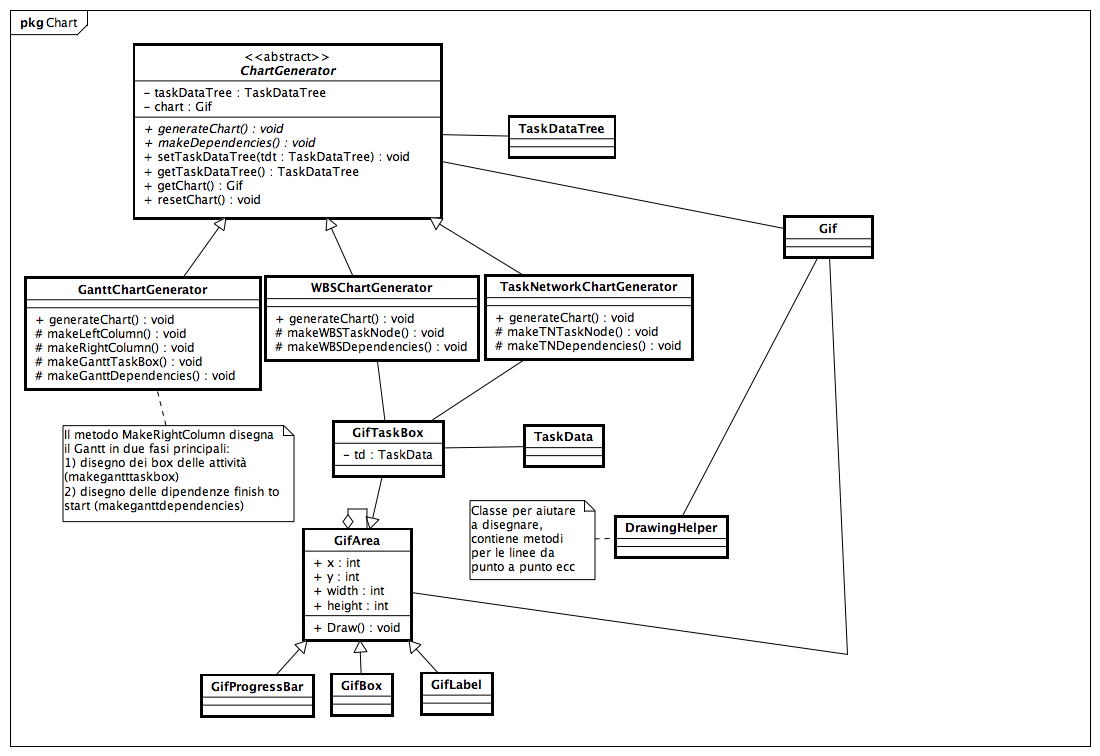 pkg Chart
<<abstract>>
ChartGenerator
- taskDataTree : TaskDataTree
- chart : Gif
+ generateChart() : void
+ makeDependencies() : void
+ setTaskDataTree(tdt : TaskDataTree) : void
+ getTaskDataTree() : TaskDataTree
+ getChart() : Gif
+ resetChart() : void
TaskDataTree
Gif
GanttChartGenerator
+ generateChart() : void
# makeLeftColumn() : void
# makeRightColumn() : void
# makeGanttTaskBox() : void
# makeGanttDependencies() : void
WBSChartGenerator
+ generateChart() : void
# makeWBSTaskNode() : void
# makeWBSDependencies() : void
TaskNetworkChartGenerator
+ generateChart() : void
# makeTNTaskNode() : void
# makeTNDependencies() : void
Il metodo MakeRightColumn disegna
il Gantt in due fasi principali:
1) disegno dei box delle attività
(makegantttaskbox)
2) disegno delle dipendenze finish to
start (makeganttdependencies)
GifTaskBox
- td : TaskData
TaskData
Classe per aiutare
a disegnare,
contiene metodi
per le linee da
punto a punto ecc
DrawingHelper
GifArea
+ x : int
+ y : int
+ width : int
+ height : int
+ Draw() : void
GifProgressBar
GifBox
GifLabel